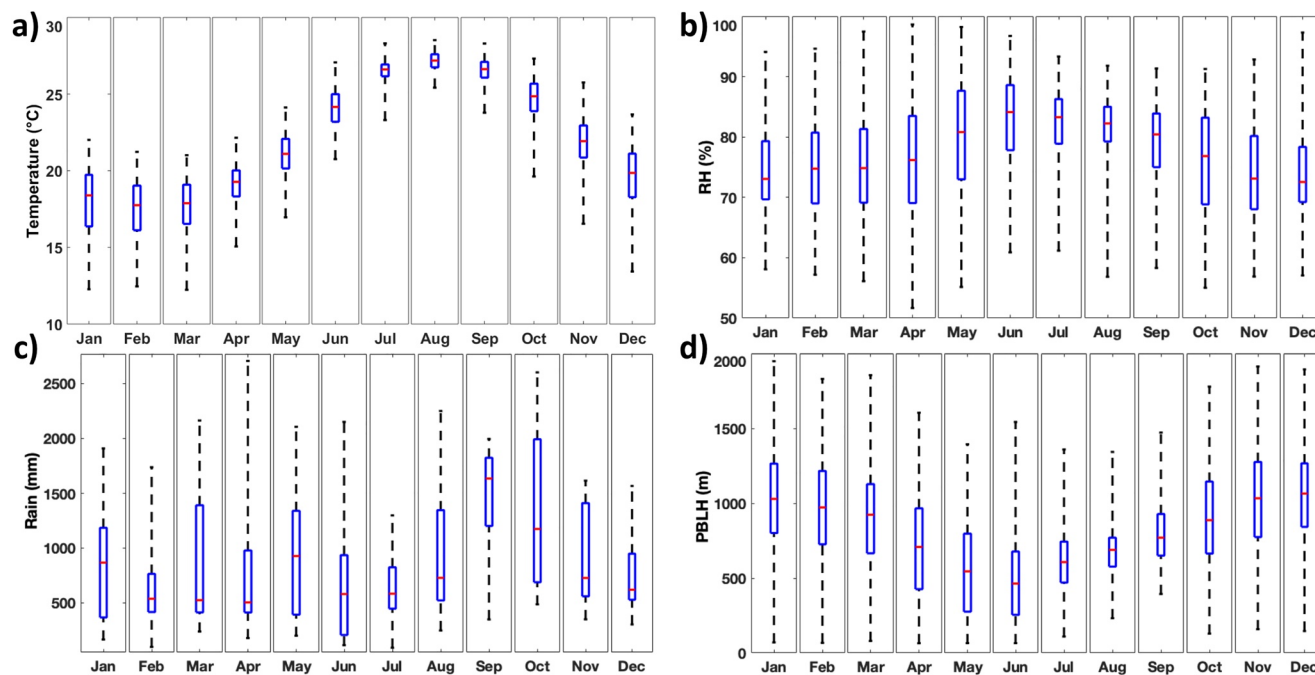 a)
30
25
20
15
10
Temperature (°C)
Jan Feb Mar Apr May Jun Jul Aug Sep Oct Nov Dec
b)
100
90
80
70
60
50
RH (%)
Jan Feb Mar Apr May Jun Jul Aug Sep Oct Nov Dec
c)
2500
2000
1500
1000
500
Rain (mm)
Jan Feb Mar Apr May Jun Jul Aug Sep Oct Nov Dec
d)
2000
1500
1000
500
0
PBLH (m)
Jan Feb Mar Apr May Jun Jul Aug Sep Oct Nov Dec